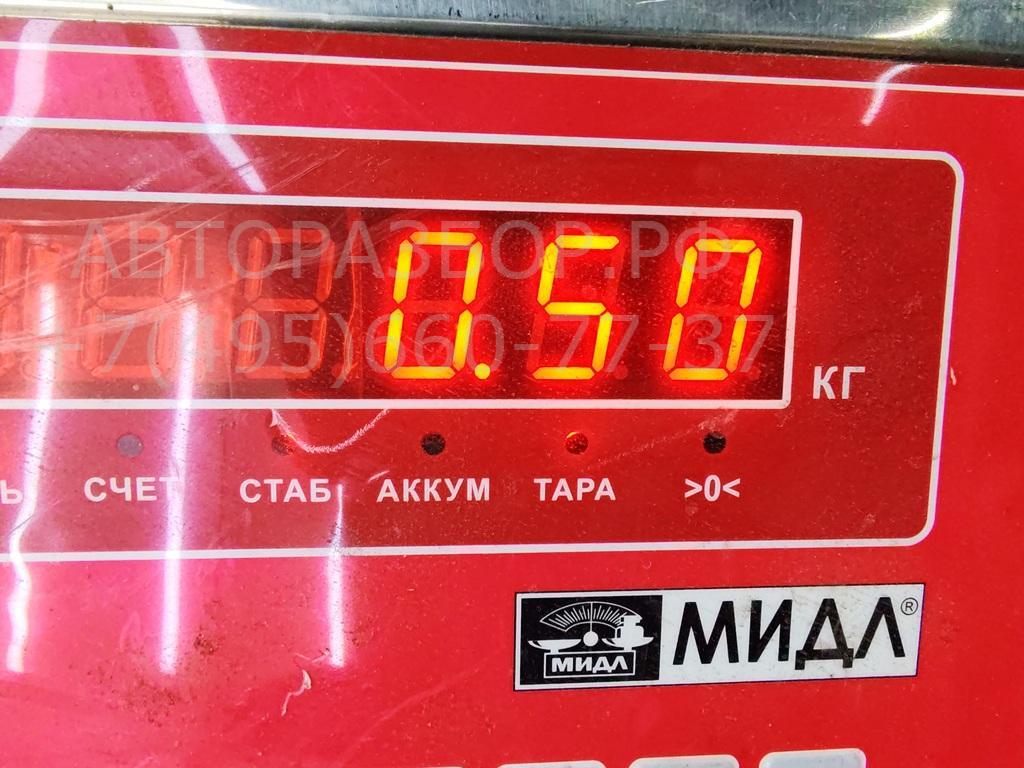 АВТОРАЗБОР.РФ
0.50
+7(495)660-77-37
КГ
Ь СЧЕТ СТАБ АККУМ ТАРА >0<
МИДЛ МИДЛ®